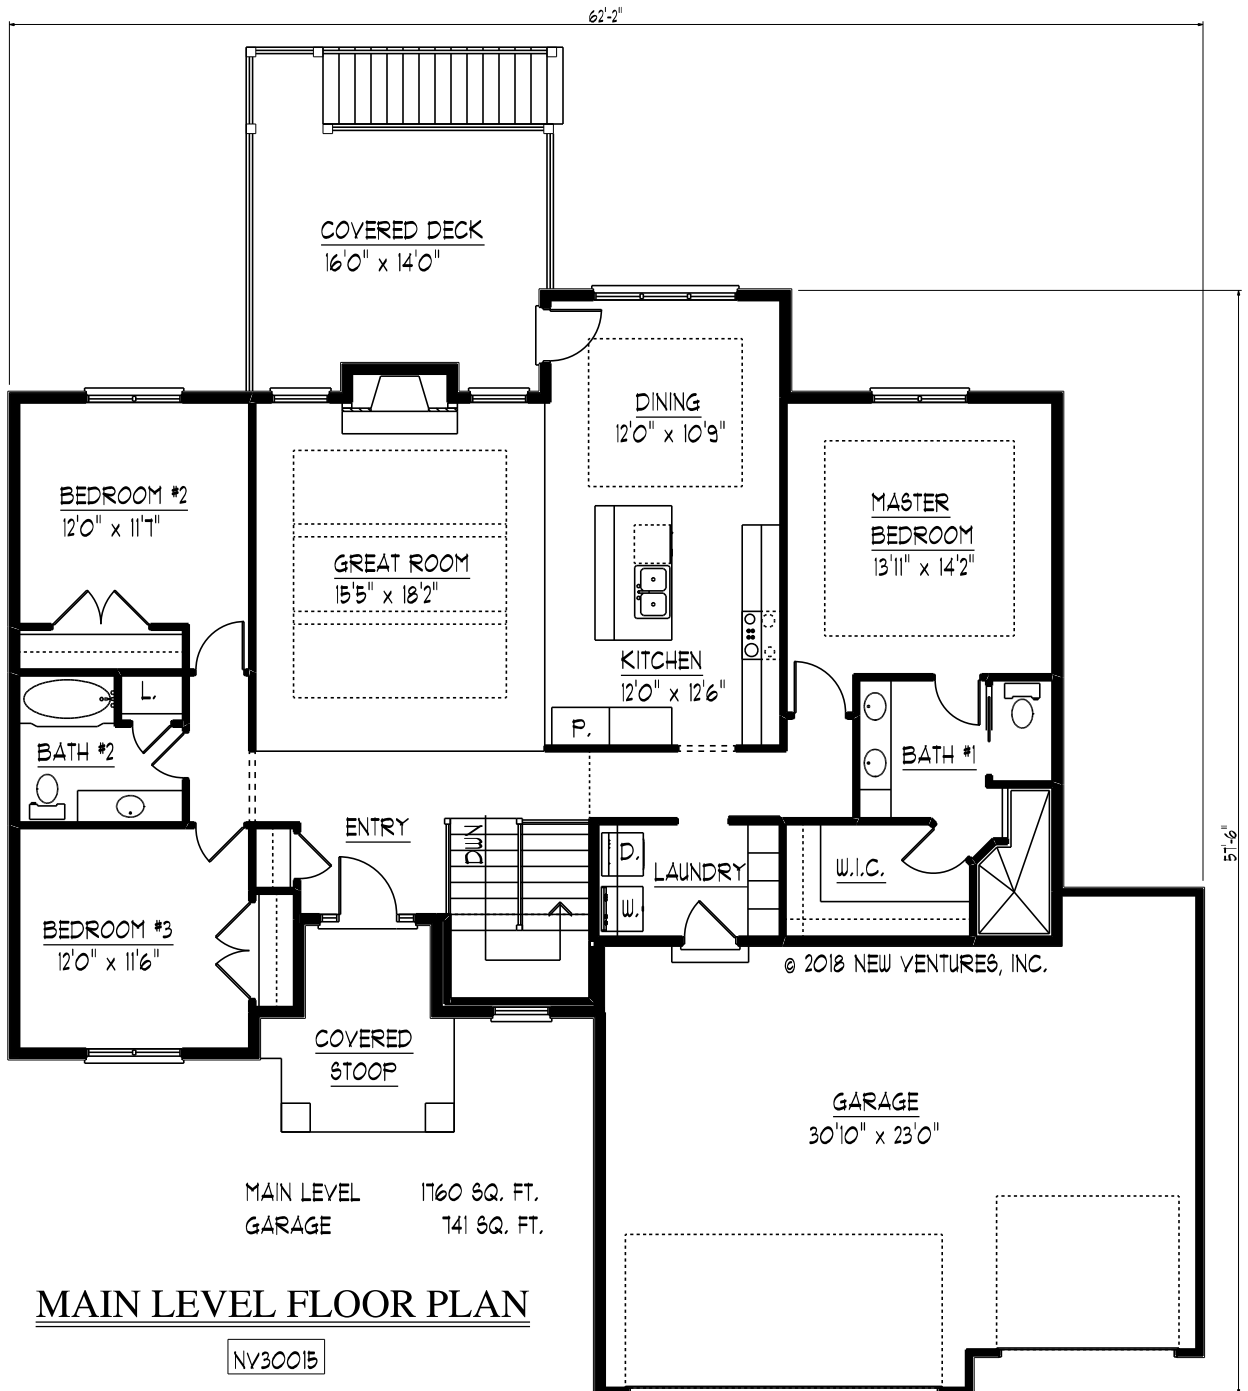 62'-2"
COVERED DECK
16'0" x 14'0"
DINING
12'0" x 10'9"
BEDROOM #2
12'0" x 11'7"
MASTER
BEDROOM
13'11" x 14'2"
GREAT ROOM
15'5" x 18'2"
KITCHEN
12'0" x 12'6"
L.
P.
BATH #2
BATH #1
ENTRY
DWN
D.
LAUNDRY
W.I.C.
W.
57'-6"
BEDROOM #3
12'0" x 11'6"
© 2018 NEW VENTURES, INC.
COVERED
STOOP
GARAGE
30'10" x 23'0"
MAIN LEVEL 1760 SQ. FT.
GARAGE 741 SQ. FT.
MAIN LEVEL FLOOR PLAN
NV30015